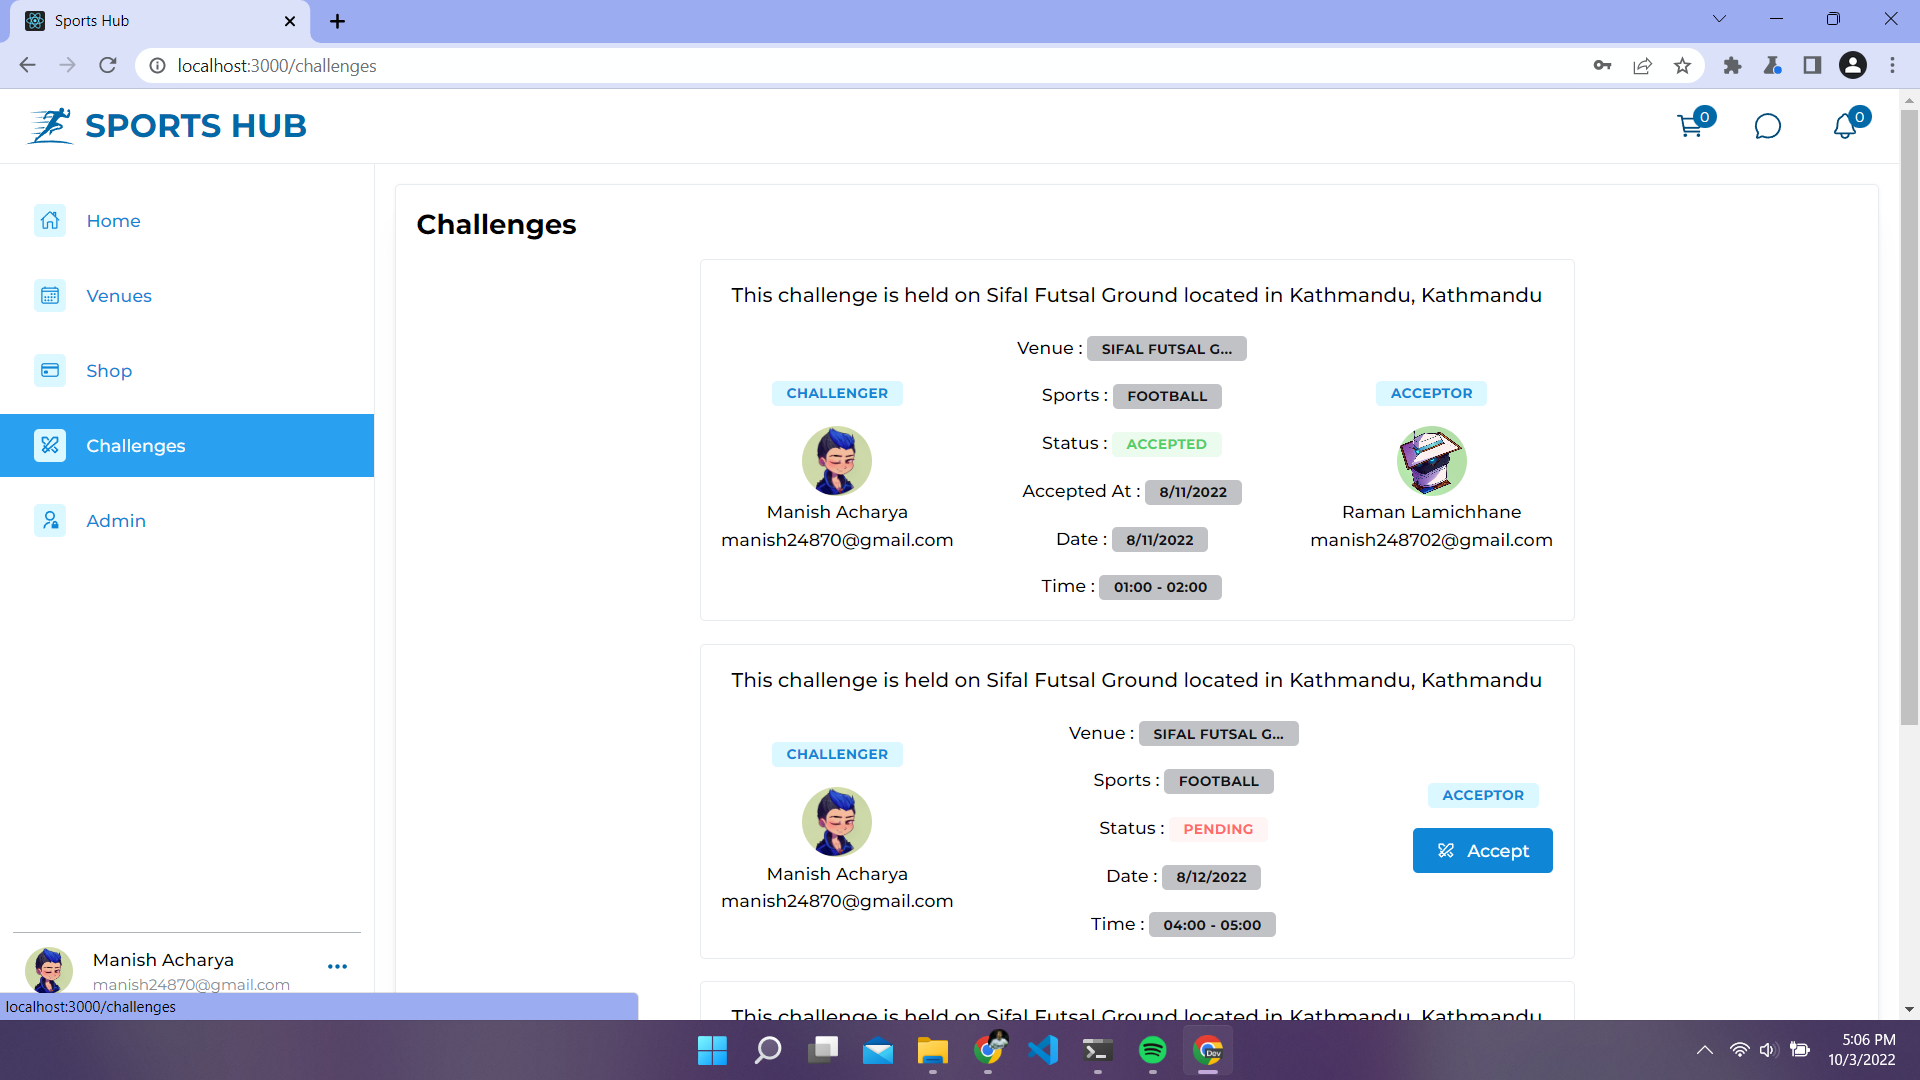 Sports Hub
localhost:3000/challenges
SPORTS HUB
0
0
Home
Venues
Shop
Challenges
Admin
Manish Acharya
manish24870@gmail.com
localhost:3000/challenges
Challenges
This challenge is held on Sifal Futsal Ground located in Kathmandu, Kathmandu
CHALLENGER
Manish Acharya
manish24870@gmail.com
Venue : SIFAL FUTSAL G...
Sports : FOOTBALL
Status : ACCEPTED
Accepted At : 8/11/2022
Date : 8/11/2022
Time : 01:00 - 02:00
ACCEPTOR
Raman Lamichhane
manish248702@gmail.com
This challenge is held on Sifal Futsal Ground located in Kathmandu, Kathmandu
CHALLENGER
Manish Acharya
manish24870@gmail.com
Venue : SIFAL FUTSAL G...
Sports : FOOTBALL
Status : PENDING
Date : 8/12/2022
Time : 04:00 - 05:00
ACCEPTOR
Accept
This challenge is held on Sifal Futsal Ground located in Kathmandu, Kathmandu
Dev
5:06 PM
10/3/2022